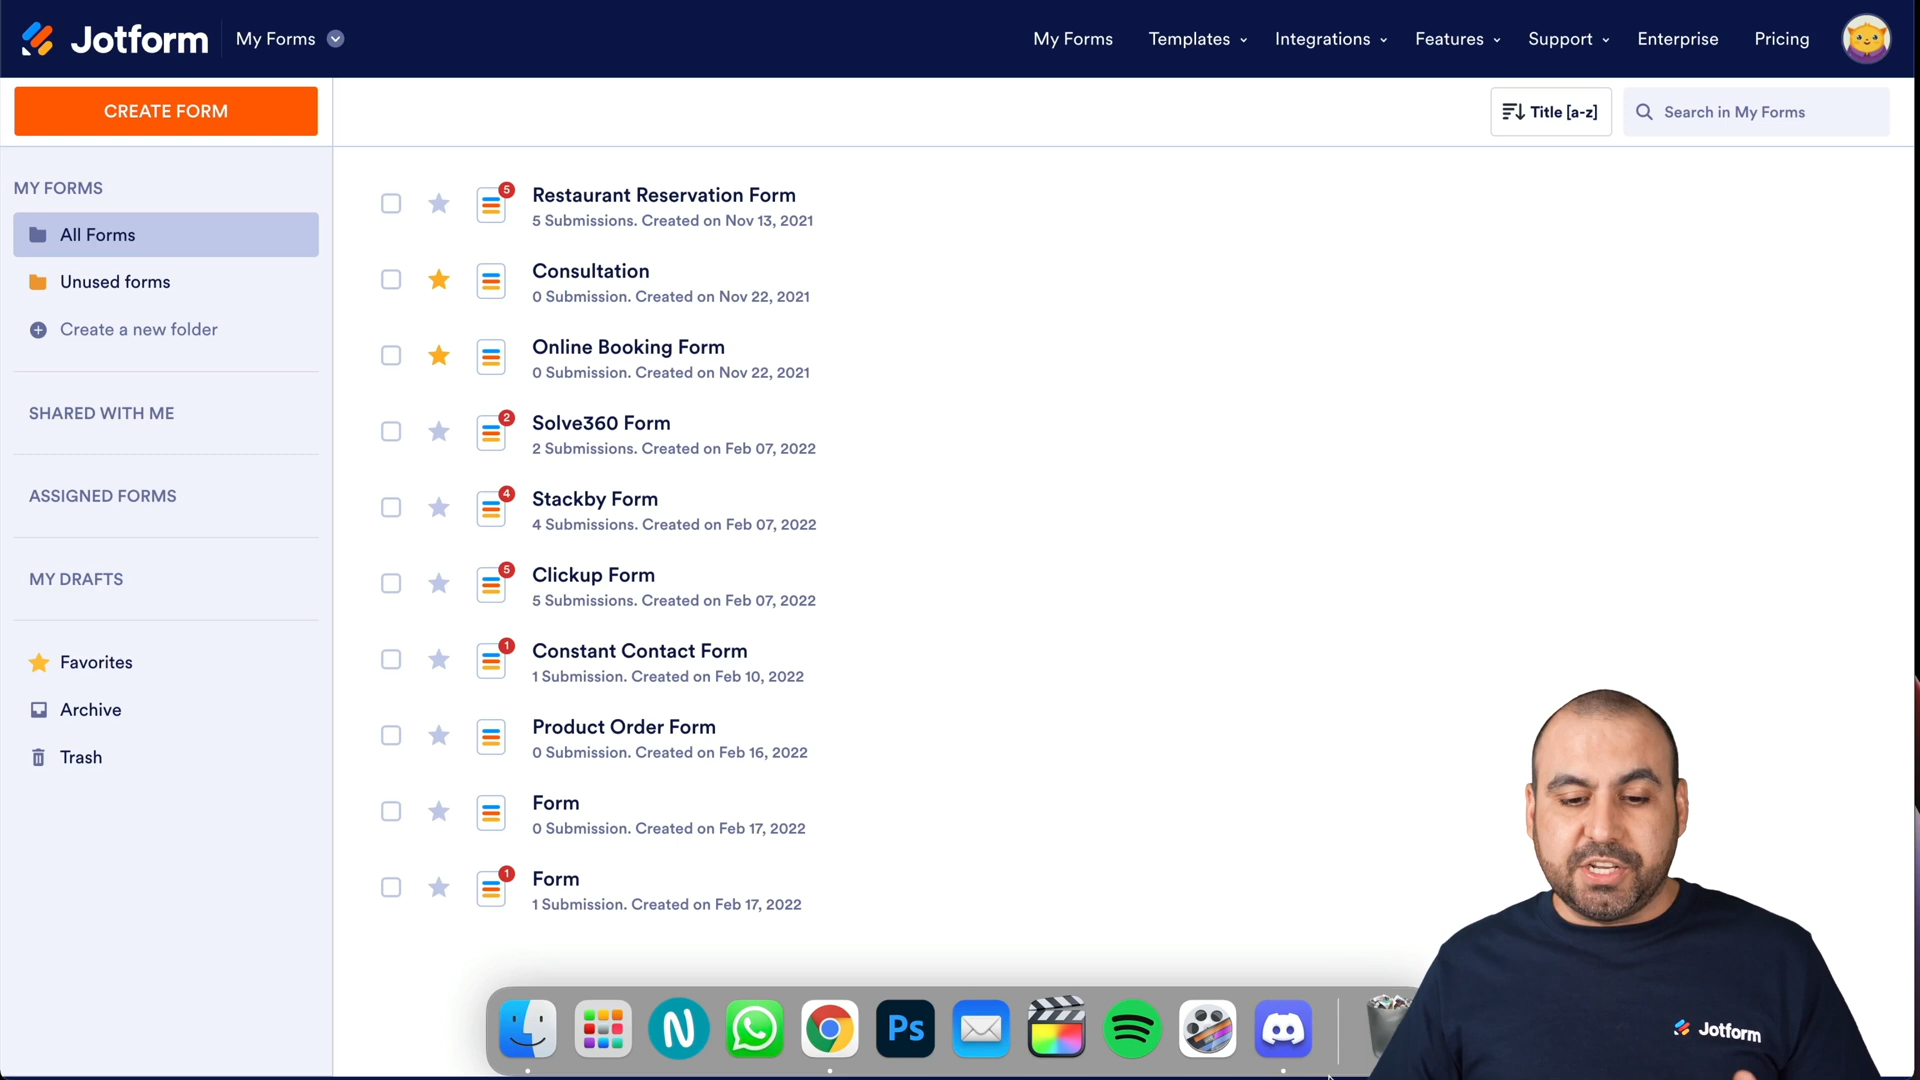 Jotform
My Forms
My Forms
Templates
Integrations
Features
Support
Enterprise
Pricing
CREATE FORM
Title [a-z]
Search in My Forms
MY FORMS
All Forms
Unused forms
Create a new folder
SHARED WITH ME
ASSIGNED FORMS
MY DRAFTS
Favorites
Archive
Trash
5
Restaurant Reservation Form
5 Submissions. Created on Nov 13, 2021
Consultation
0 Submission. Created on Nov 22, 2021
Online Booking Form
0 Submission. Created on Nov 22, 2021
2
Solve360 Form
2 Submissions. Created on Feb 07, 2022
4
Stackby Form
4 Submissions. Created on Feb 07, 2022
5
Clickup Form
5 Submissions. Created on Feb 07, 2022
1
Constant Contact Form
1 Submission. Created on Feb 10, 2022
Product Order Form
0 Submission. Created on Feb 16, 2022
Form
0 Submission. Created on Feb 17, 2022
1
Form
1 Submission. Created on Feb 17, 2022
N
Ps
Jotform